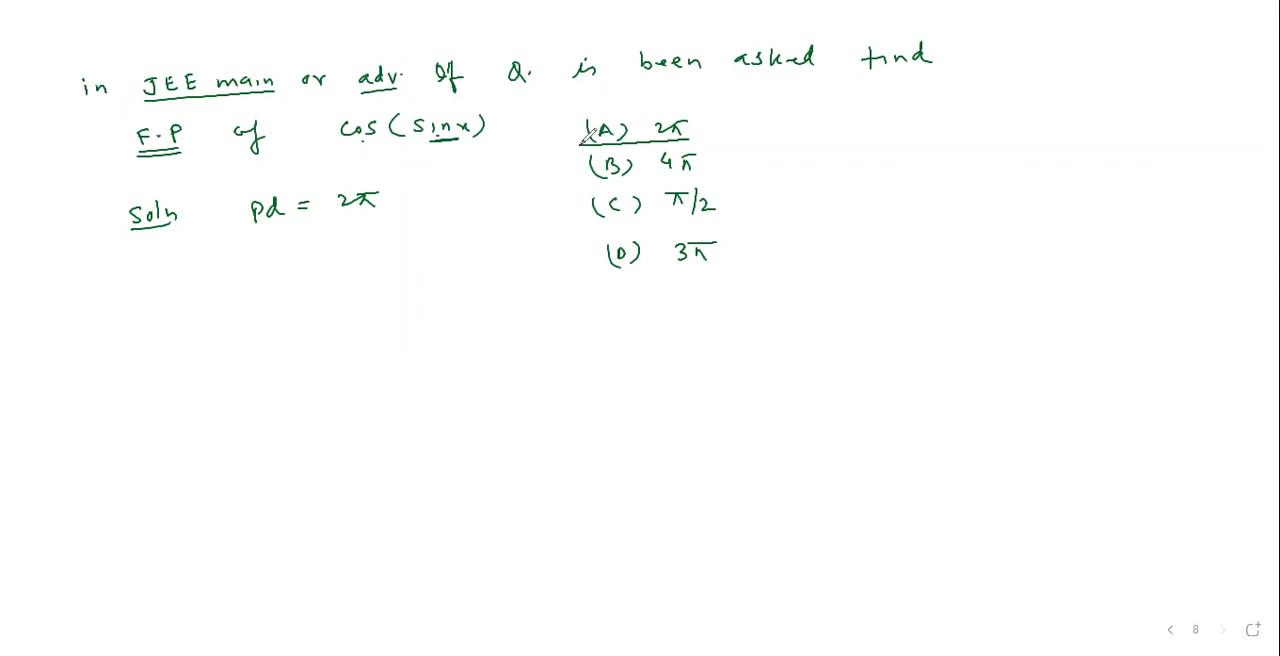 in JEE main or adv. If Q. is been asked find
F.P of cos(sinx) (A) 2π
(B) 4π
Soln pd = 2π (C) π/2
(D) 3π
8